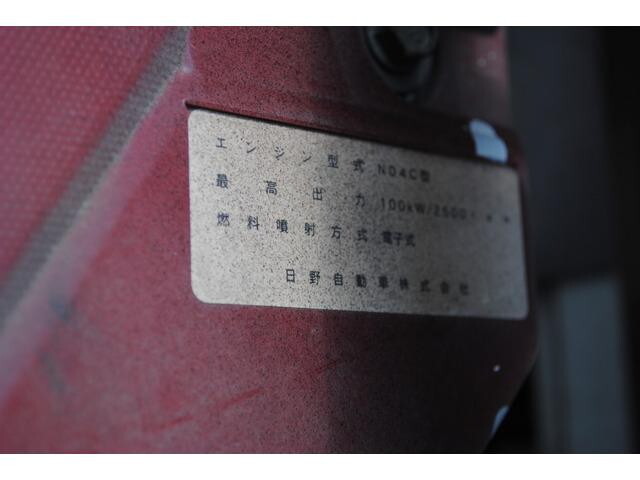 エンジン型式 N04C型
最高出力 100kW/2500
燃料噴射方式 電子式
日野自動車株式会社